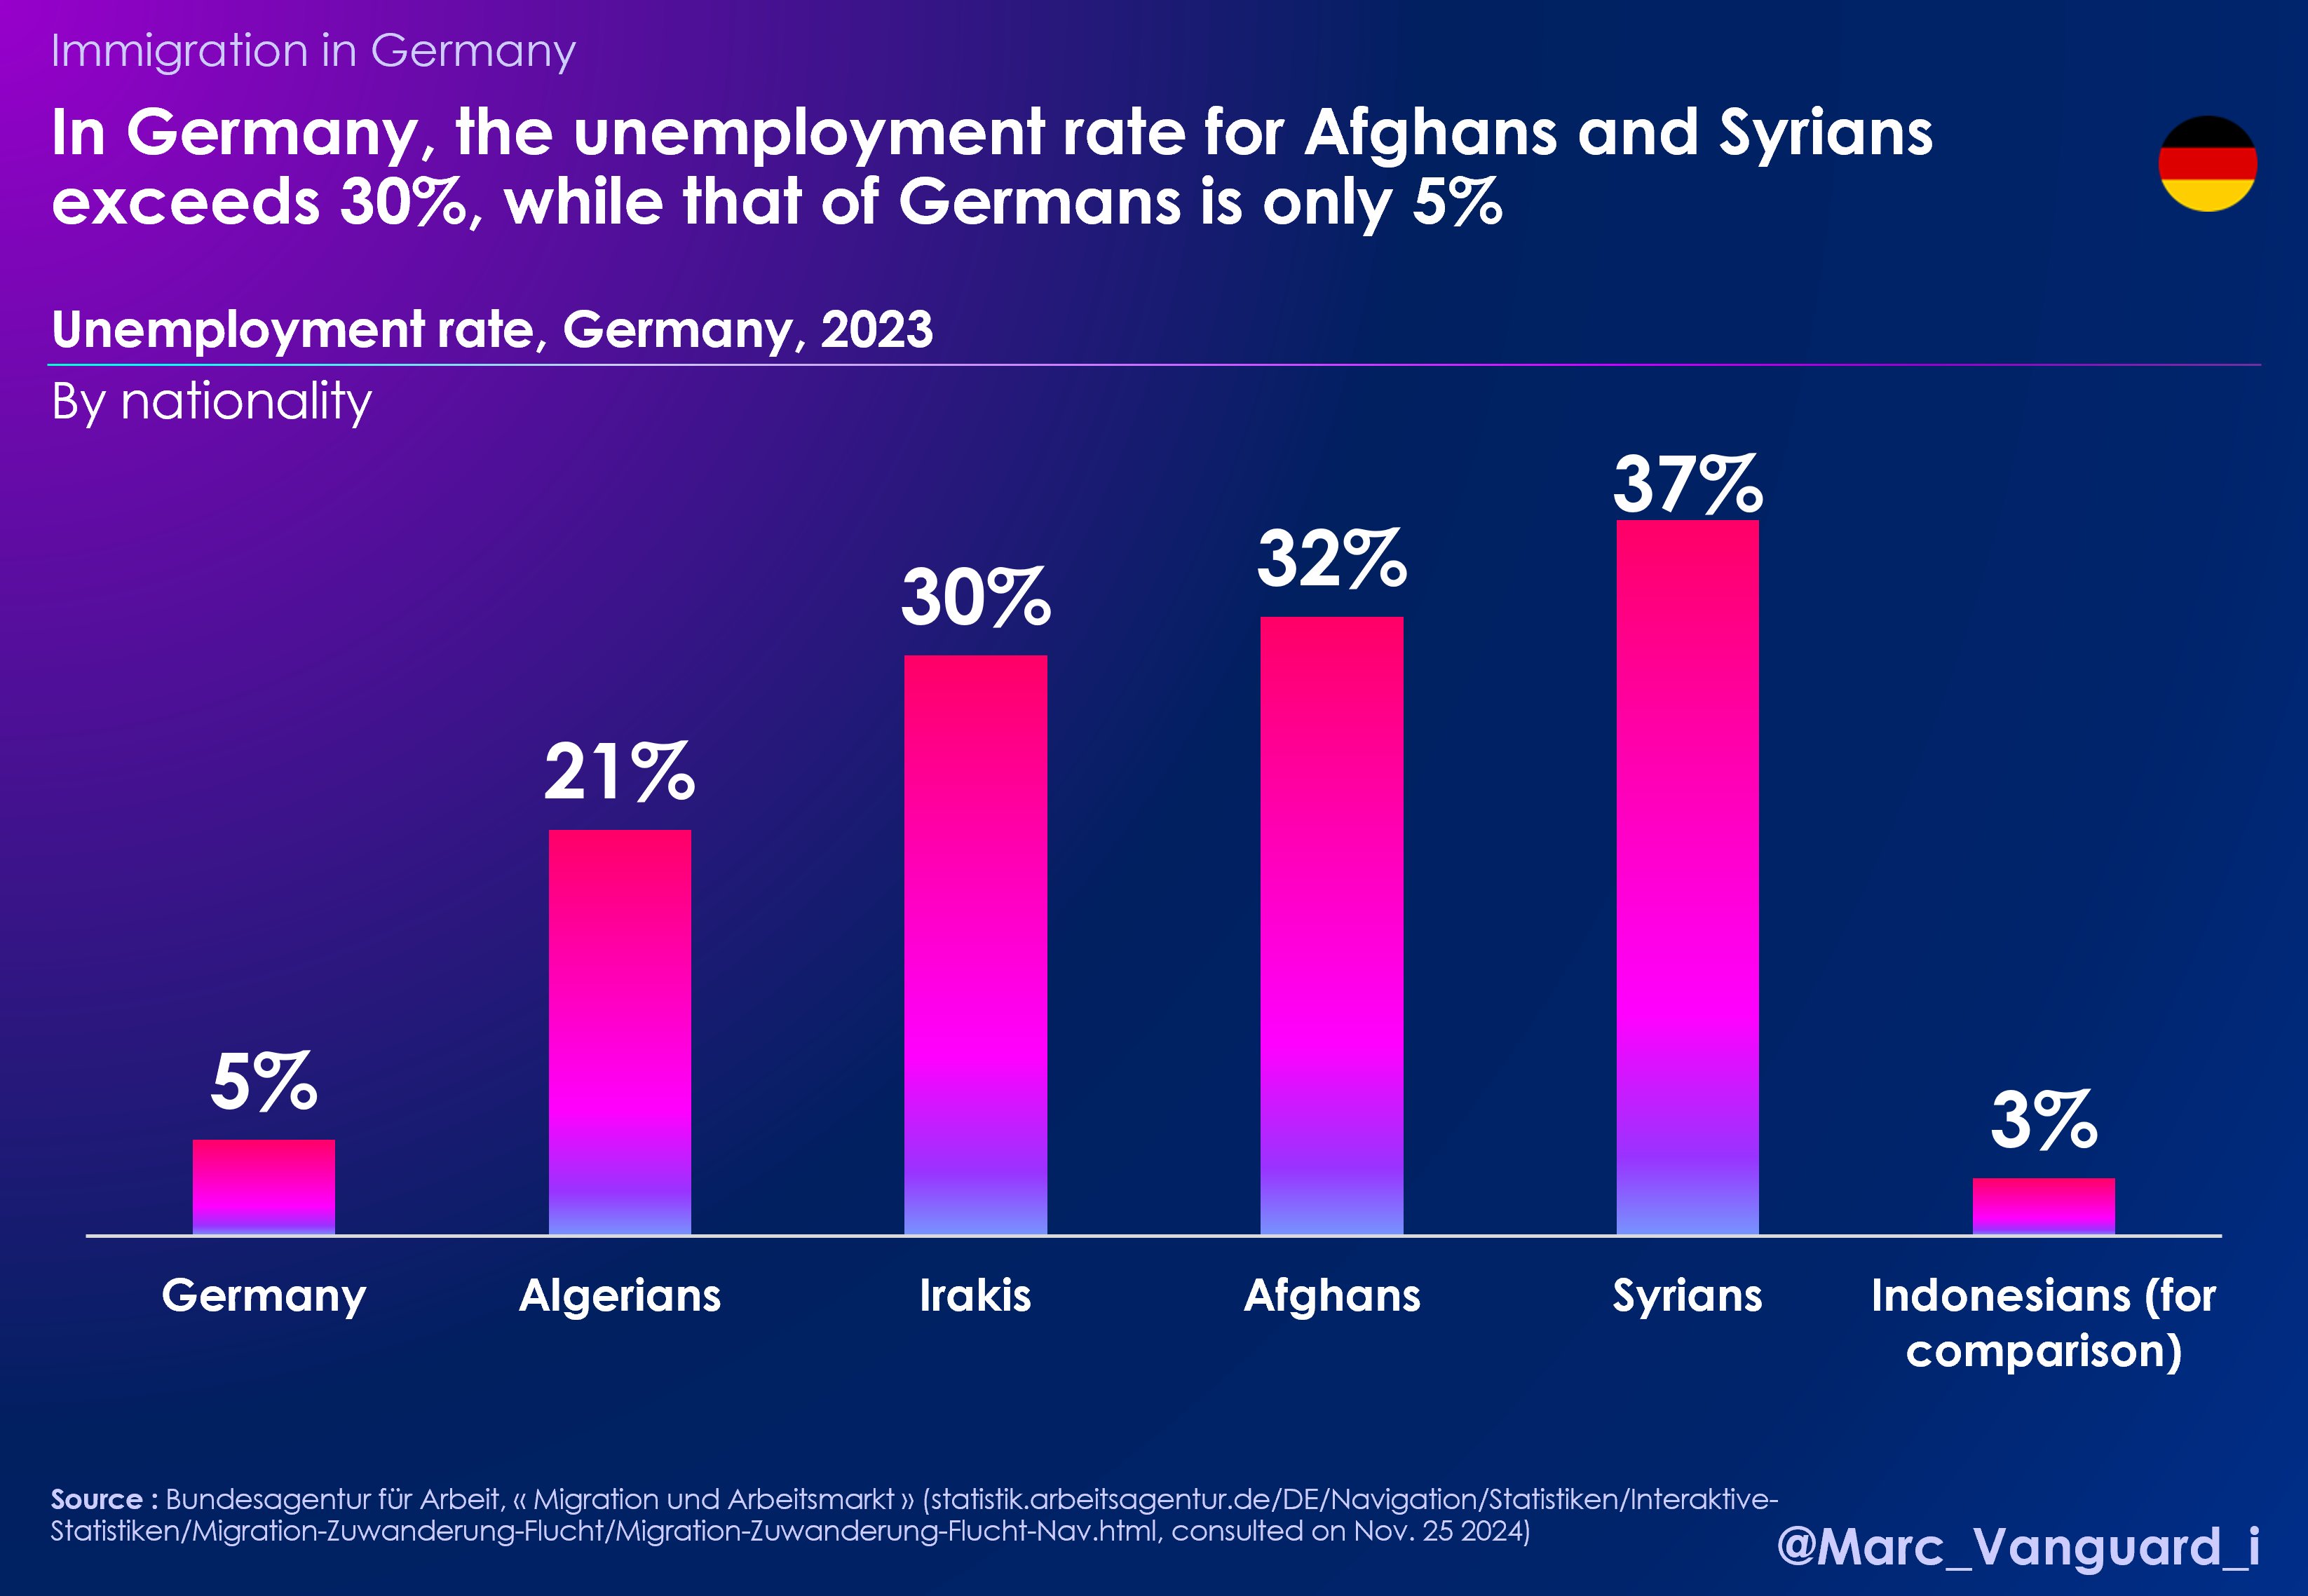 Immigration in Germany
In Germany, the unemployment rate for Afghans and Syrians
exceeds 30%, while that of Germans is only 5%
Unemployment rate, Germany, 2023
By nationality
37%
32%
30%
21%
5%
3%
Germany
Algerians
Irakis
Afghans
Syrians
Indonesians (for
comparison)
Source : Bundesagentur für Arbeit, « Migration und Arbeitsmarkt » (statistik.arbeitsagentur.de/DE/Navigation/Statistiken/Interaktive-
Statistiken/Migration-Zuwanderung-Flucht/Migration-Zuwanderung-Flucht-Nav.html, consulted on Nov. 25 2024)
@Marc_Vanguard_i